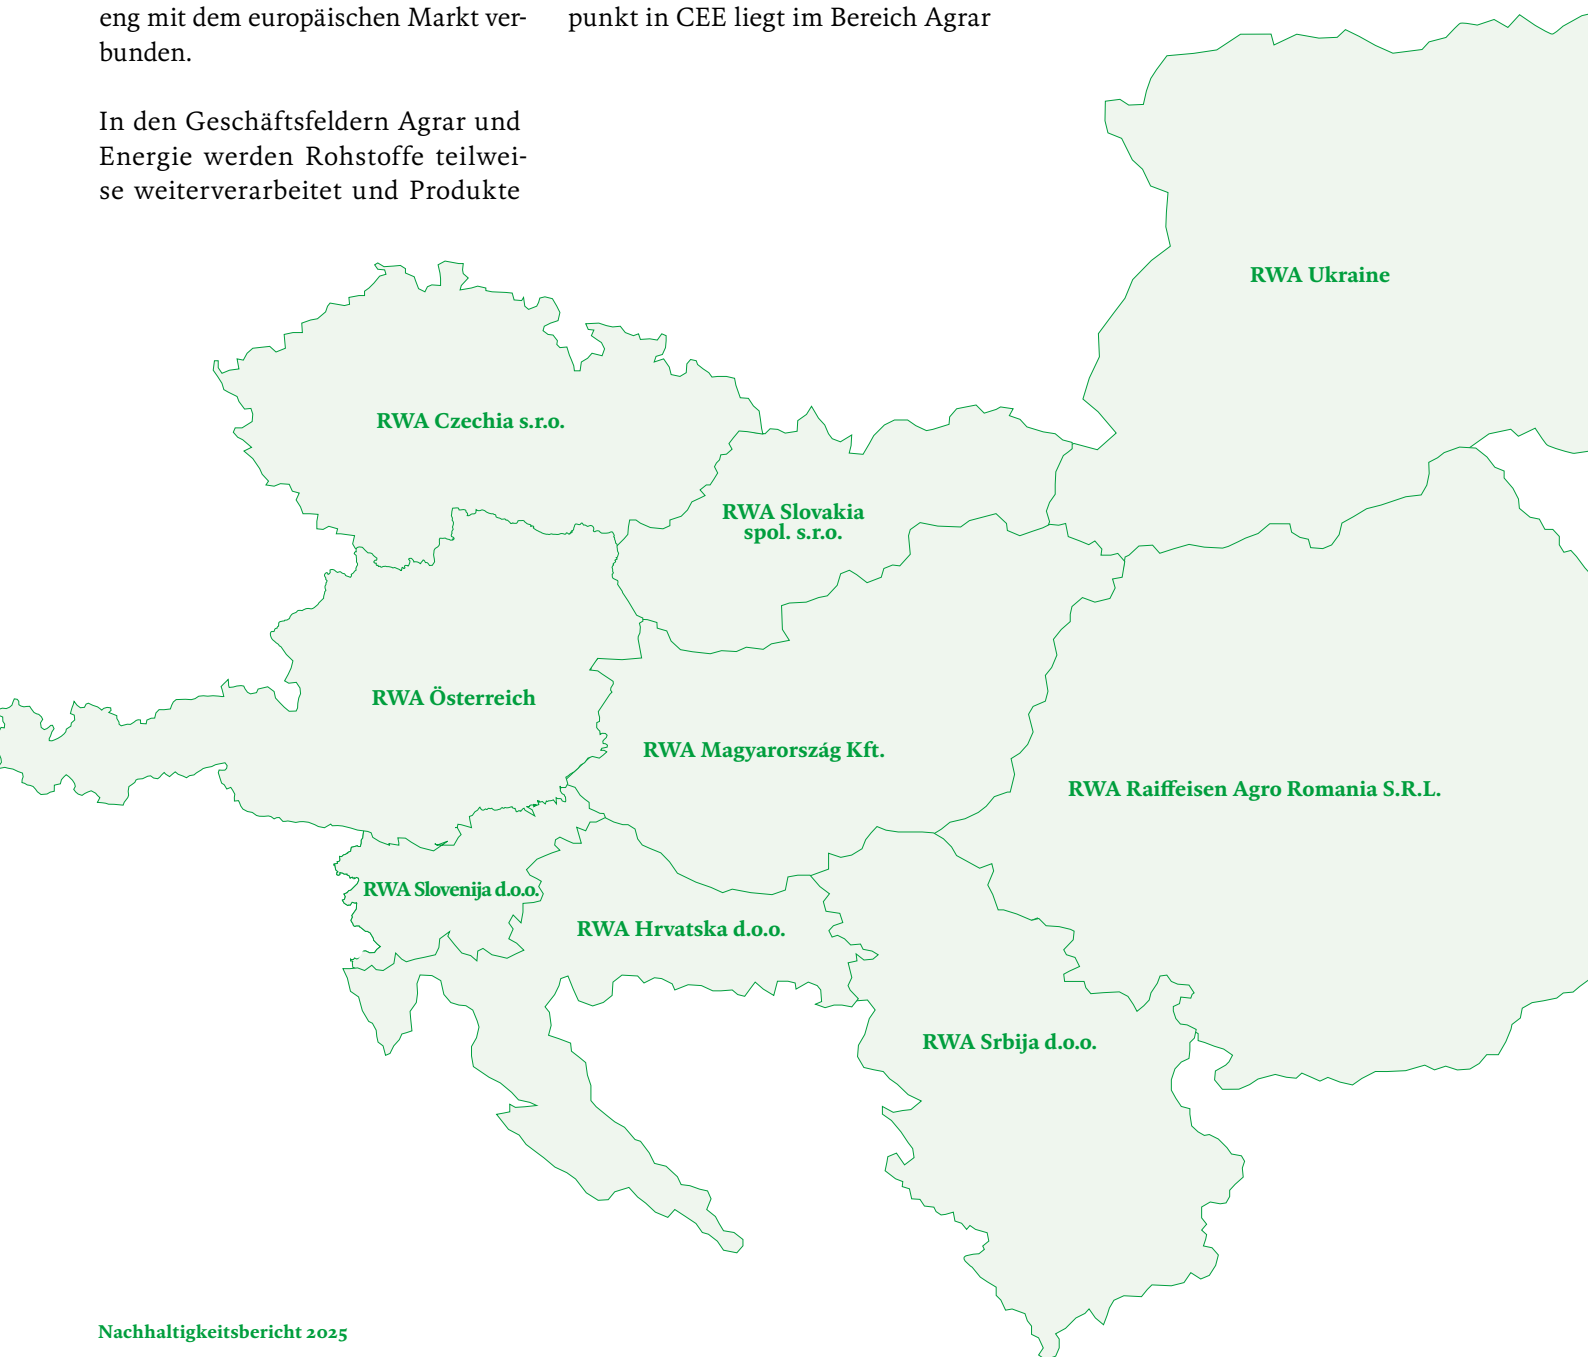 eng mit dem europäischen Markt ver-
bunden.
In den Geschäftsfeldern Agrar und
Energie werden Rohstoffe teilwei-
se weiterverarbeitet und Produkte
punkt in CEE liegt im Bereich Agrar
RWA Ukraine
RWA Czechia s.r.o.
RWA Slovakia
spol. s.r.o.
RWA Österreich
RWA Magyarország Kft.
RWA Raiffeisen Agro Romania S.R.L.
RWA Slovenija d.o.o.
RWA Hrvatska d.o.o.
RWA Srbija d.o.o.
Nachhaltigkeitsbericht 2025